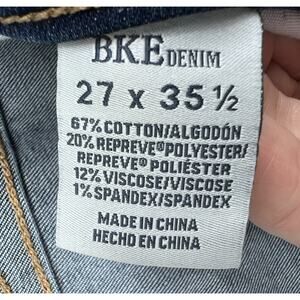 BKE DENIM
27 x 35 ½
67% COTTON/ALGODÓN
20% REPREVE® POLYESTER/
REPREVE® POLIÉSTER
12% VISCOSE/VISCOSE
1% SPANDEX/SPANDEX
MADE IN CHINA
HECHO EN CHINA